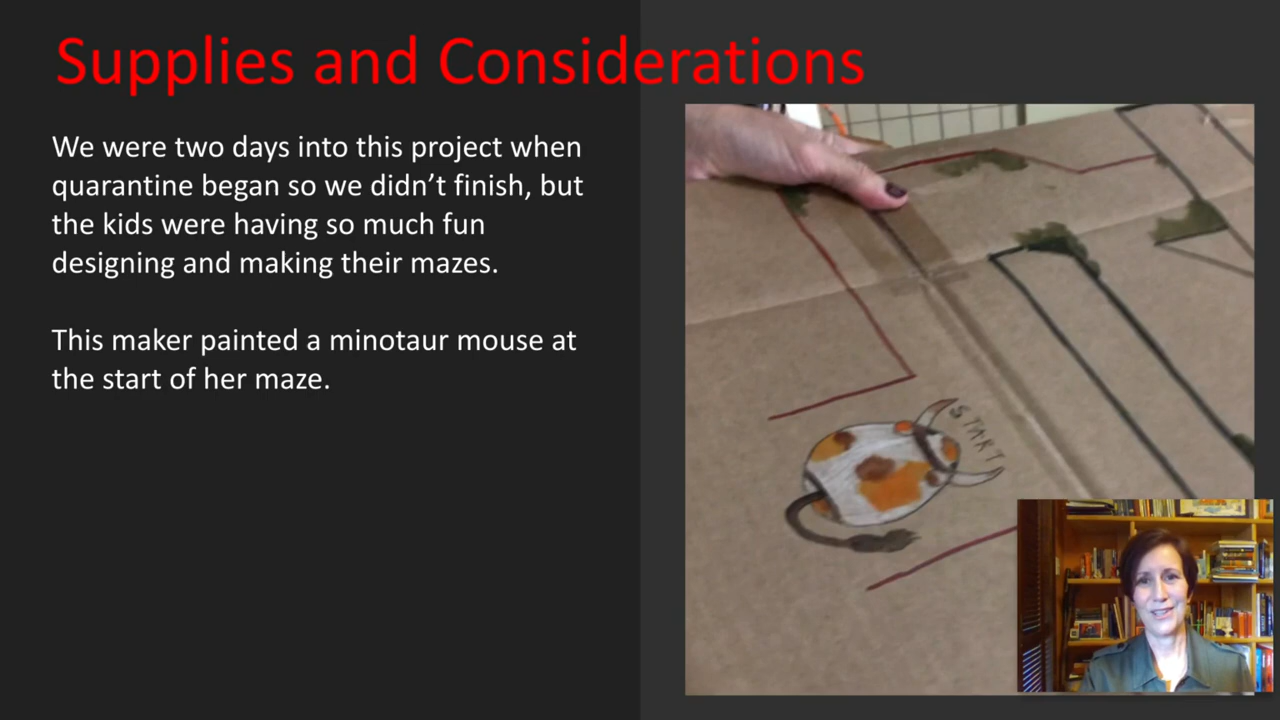 Supplies and Considerations
We were two days into this project when
quarantine began so we didn’t finish, but
the kids were having so much fun
designing and making their mazes.
This maker painted a minotaur mouse at
the start of her maze.
START